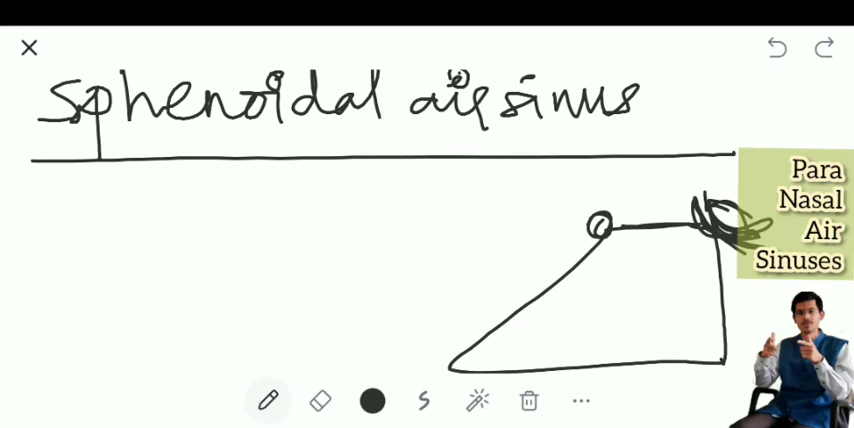 Sphenoidal air sinus
Para
Nasal
Air
Sinuses